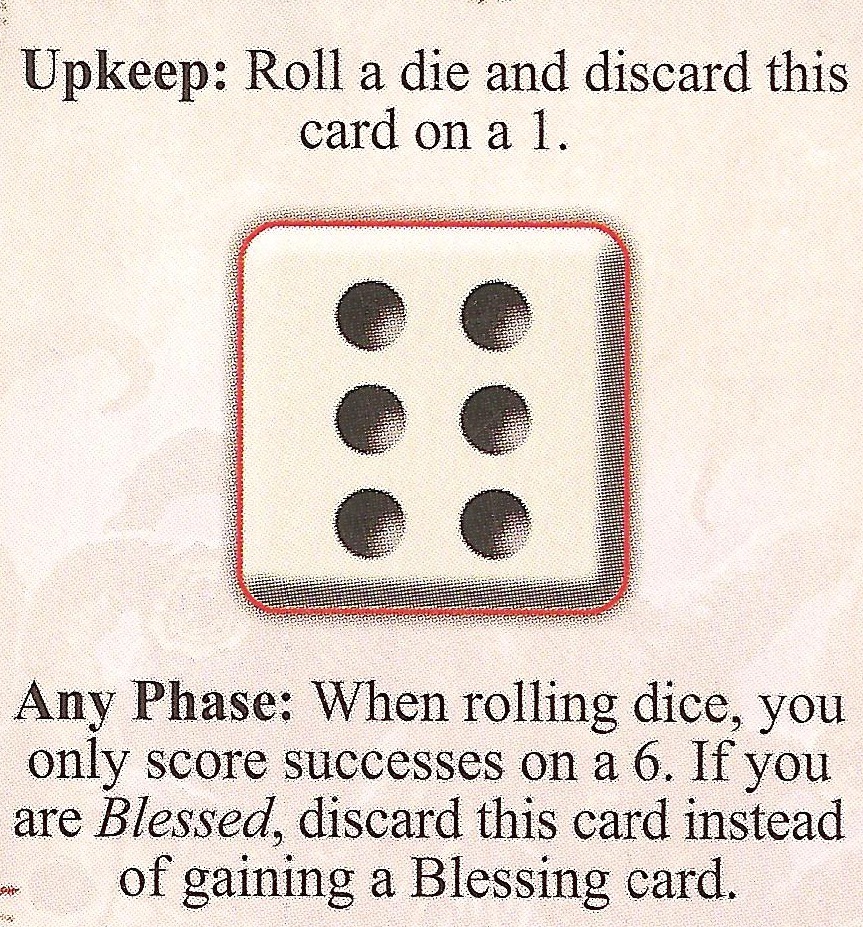 Upkeep: Roll a die and discard this
card on a 1.
Any Phase: When rolling dice, you
only score successes on a 6. If you
are Blessed, discard this card instead
of gaining a Blessing card.